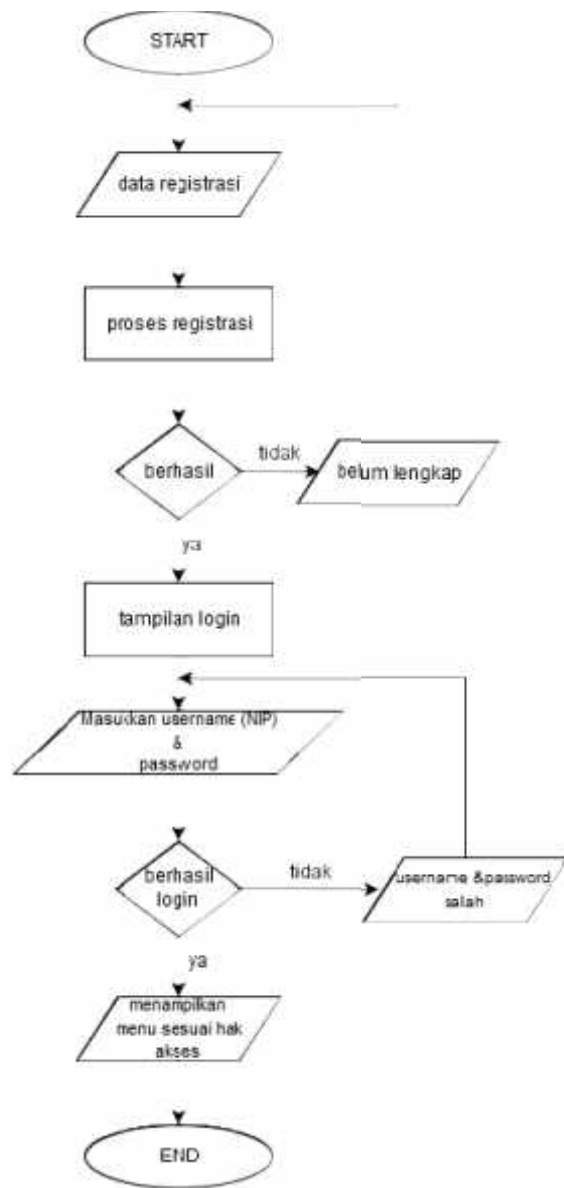 START
data registrasi
proses registrasi
berhasil
tidak
belum lengkap
ya
tampilan login
Masukkan username (NIP)
&
password
berhasil
login
tidak
username &password
salah
ya
menampilkan
menu sesuai hak
akses
END